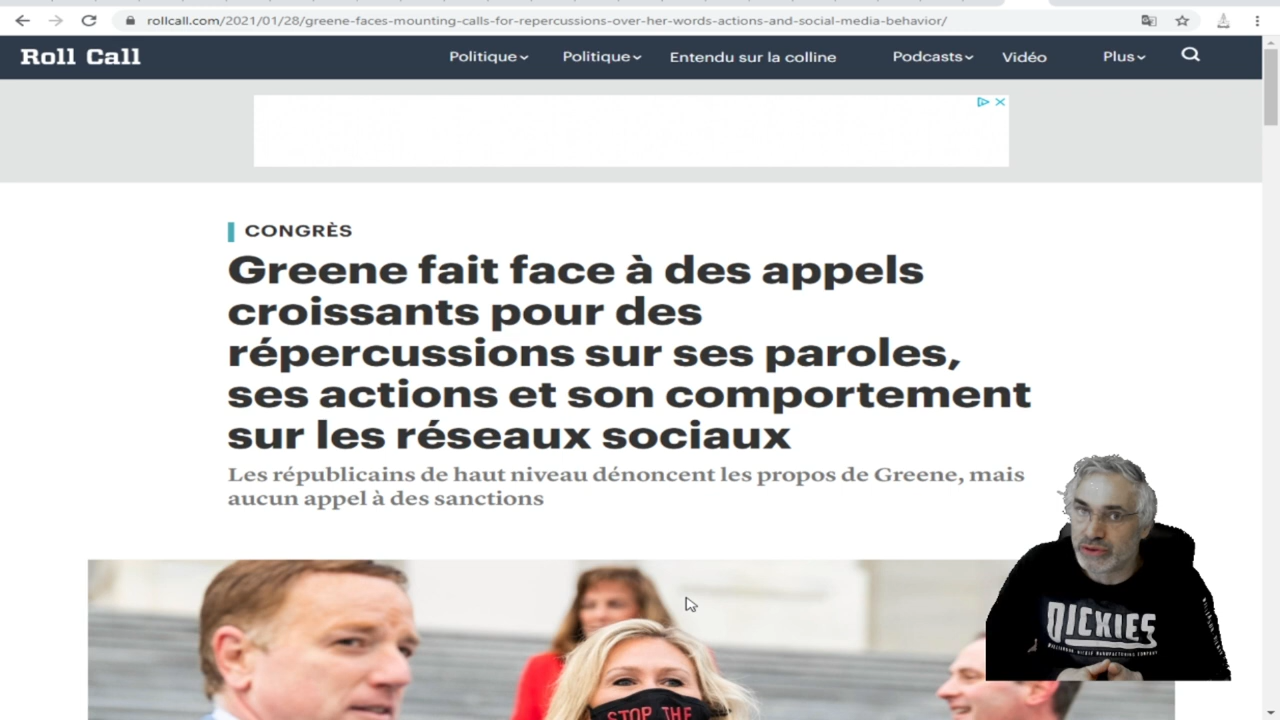 rollcall.com/2021/01/28/greene-faces-mounting-calls-for-repercussions-over-her-words-actions-and-social-media-behavior/
Roll Call
Politique
Politique
Entendu sur la colline
Podcasts
Vidéo
Plus
CONGRÈS
Greene fait face à des appels
croissants pour des
répercussions sur ses paroles,
ses actions et son comportement
sur les réseaux sociaux
Les républicains de haut niveau dénoncent les propos de Greene, mais
aucun appel à des sanctions
STOP THE
DICKIES